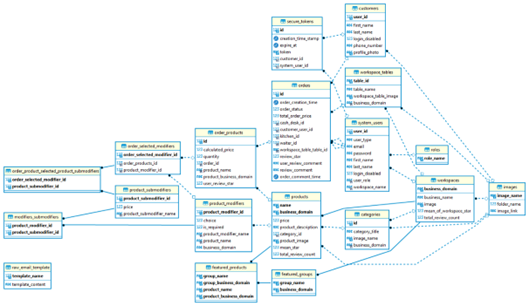 customers
user_id
first_name
last_name
login_disabled
phone_number
profile_photo
secure_tokens
id
creation_time_stamp
expire_at
token
customer_id
system_user_id
workspace_tables
table_id
table_name
workspace_table_image
business_domain
orders
id
order_creation_time
order_status
total_order_price
cash_desk_id
customer_user_id
kitchen_id
waiter_id
workspace_table_table_id
review_star
user_review_comment
review_comment
order_comment_time
system_users
user_id
user_type
email
password
first_name
last_name
login_disabled
user_role
workspace_name
roles
role_name
order_products
id
calculated_price
quantity
order_id
product_name
product_business_domain
user_review_star
order_selected_modifiers
order_selected_modifier_id
order_products_id
product_modifier_id
order_product_selected_product_submodifiers
order_selected_modifier_id
product_submodifier_id
product_submodifiers
product_submodifier_id
price
product_submodifier_name
modifiers_submodifiers
product_modifier_id
product_submodifier_id
product_modifiers
product_modifier_id
choice
is_required
product_modifier_name
product_name
business_domain
products
name
business_domain
price
product_description
category_id
product_image
mean_star
total_review_count
categories
id
category_title
image_name
business_domain
workspaces
business_domain
business_name
image
mean_of_workspace_star
total_review_count
images
image_name
folder_name
image_link
raw_email_template
template_name
template_content
featured_products
group_name
group_business_domain
product_name
product_business_domain
featured_groups
group_name
business_domain